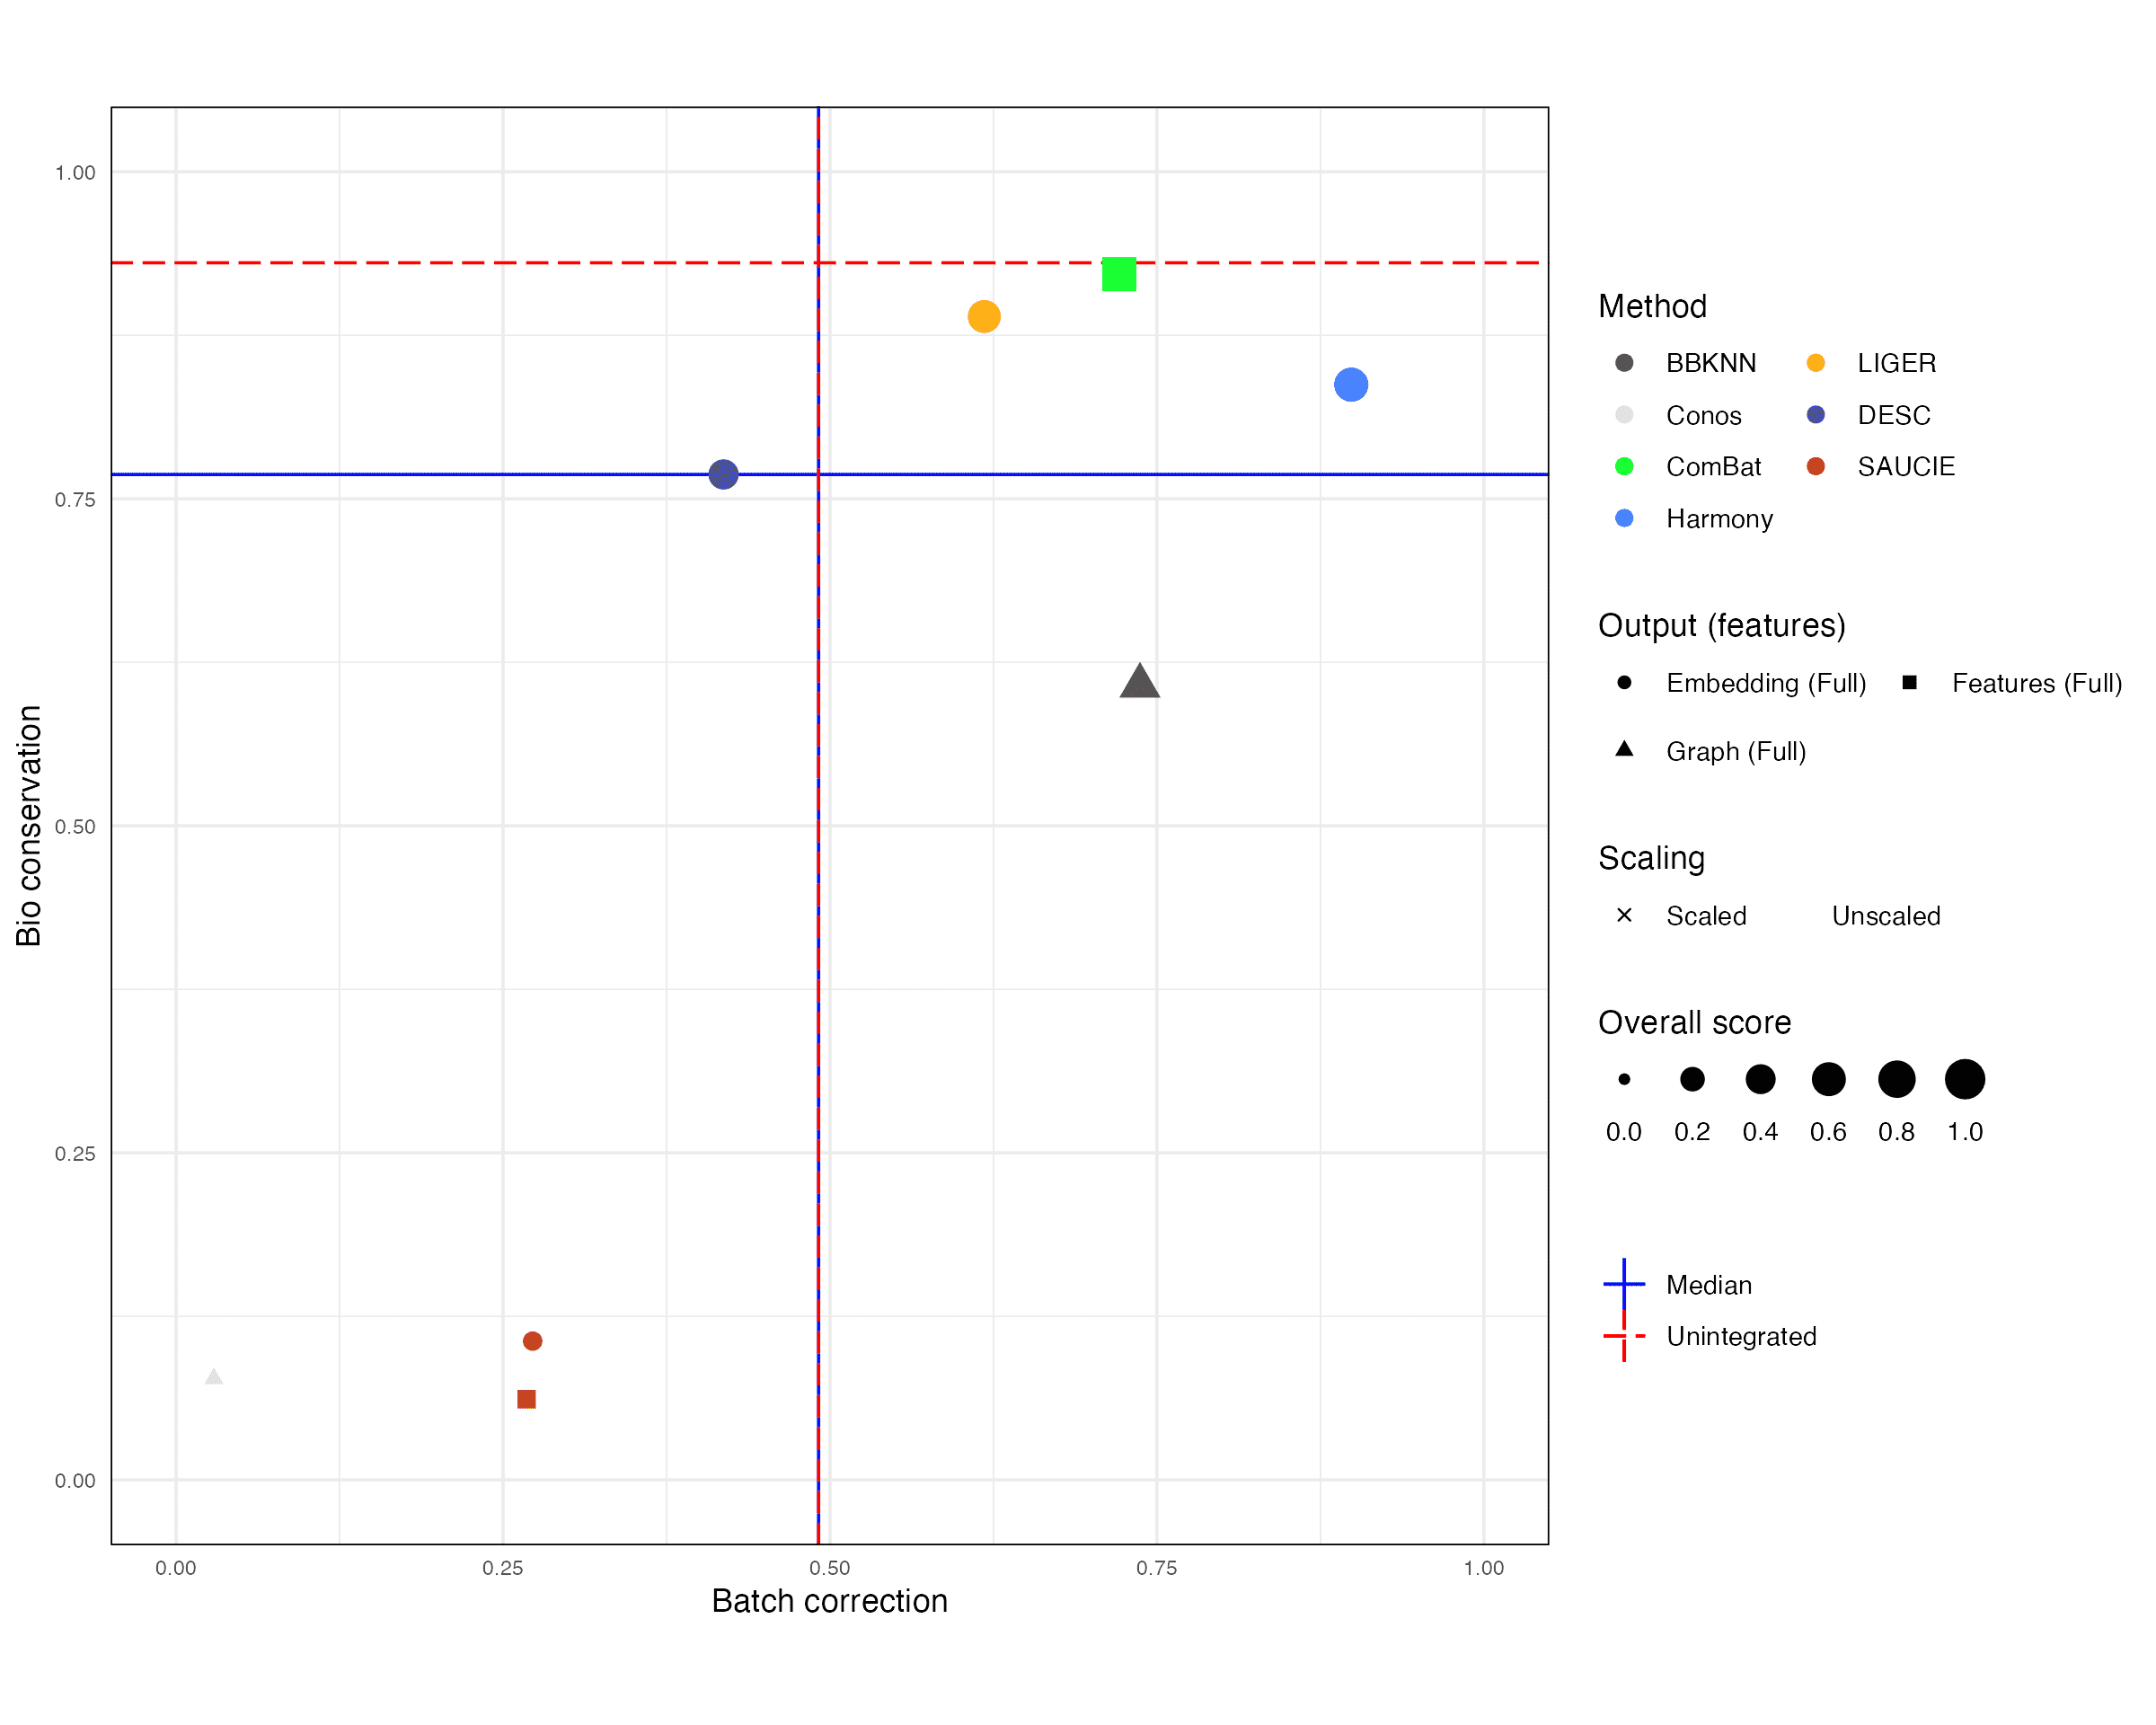 Bio conservation
1.00
0.75
0.50
0.25
0.00
0.00 0.25 0.50 0.75 1.00
Batch correction
Method
BBKNN LIGER
Conos DESC
ComBat SAUCIE
Harmony
Output (features)
Embedding (Full) Features (Full)
Graph (Full)
Scaling
Scaled Unscaled
Overall score
0.0 0.2 0.4 0.6 0.8 1.0
Median
Unintegrated